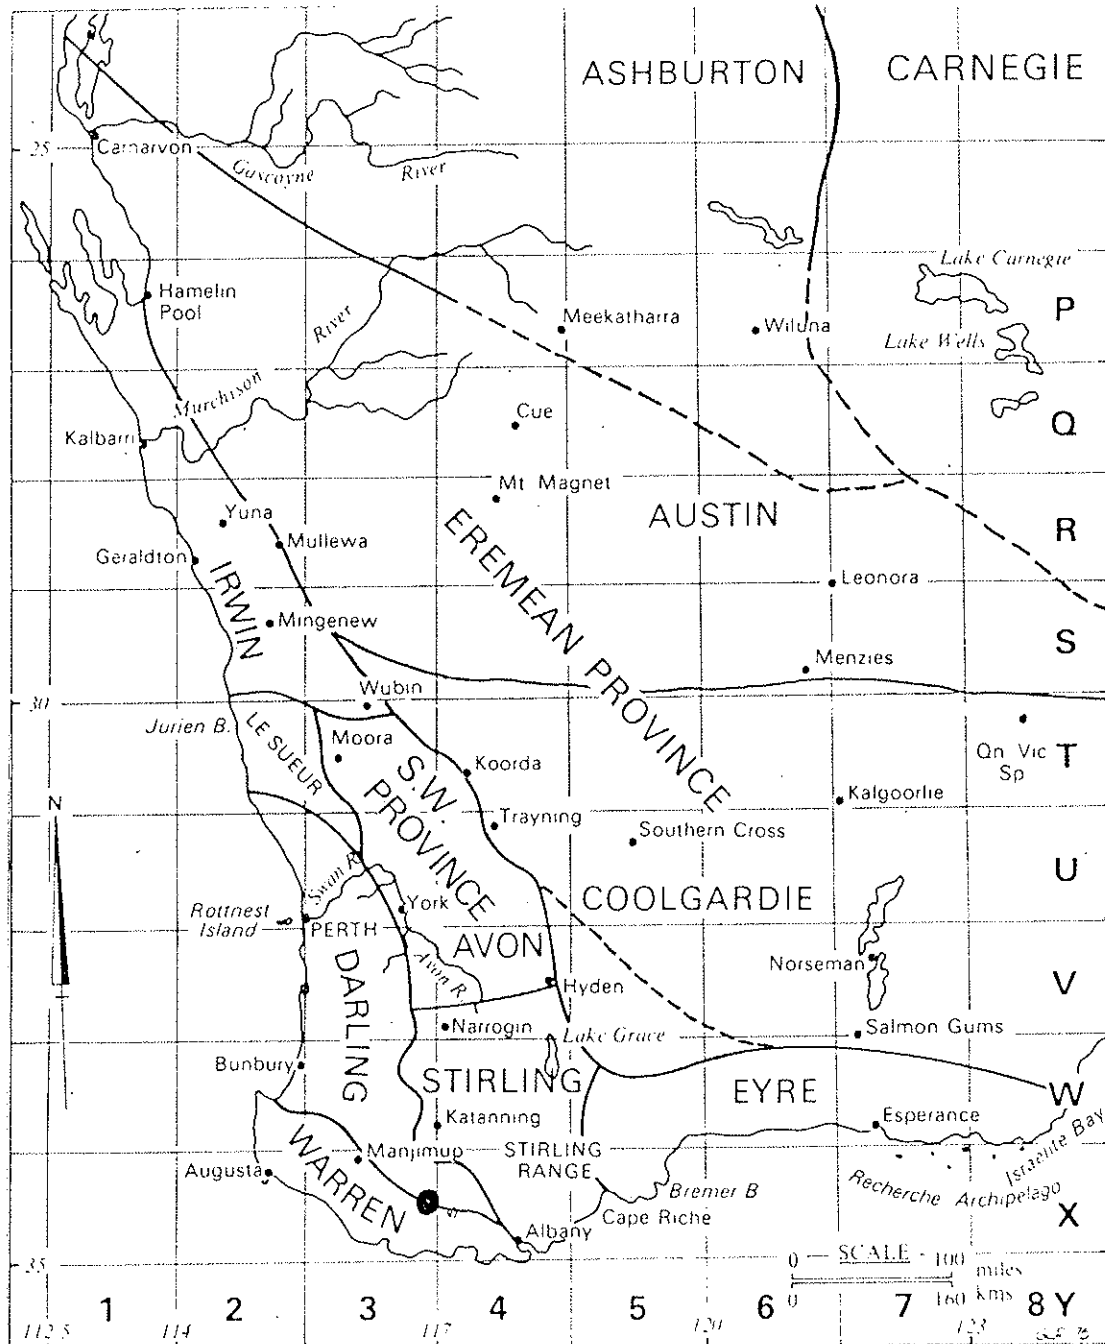 ASHBURTON
CARNEGIE
25
Carnarvon
Gascoyne
River
Lake Carnegie
P
Hamelin
Pool
River
Meekatharra
Wiluna
Lake Wells
Murchison
Cue
Q
Kalbarri
Mt Magnet
AUSTIN
Yuna
R
Geraldton
Mullewa
EREMEAN PROVINCE
Leonora
IRWIN
Mingenew
Menzies
S
Wubin
30
Jurien B.
LE SUEUR
Moora
S.W.
PROVINCE
Koorda
Qn Vic
Sp
T
N
Kalgoorlie
Trayning
Southern Cross
U
Swan R.
York
COOLGARDIE
Rottnest
Island
PERTH
AVON
Avon R.
Norseman
V
DARLING
Hyden
Narrogin
Lake Grace
Salmon Gums
Bunbury
STIRLING
EYRE
W
Katanning
Esperance
WARREN
Manjimup
STIRLING
RANGE
Israelite Bay
Augusta
Bremer B
Recherche Archipelago
Cape Riche
X
Albany
35
0 — SCALE - 100 miles
0 160 kms
1 2 3 4 5 6 7 8 Y
112.5 114 117 120 123